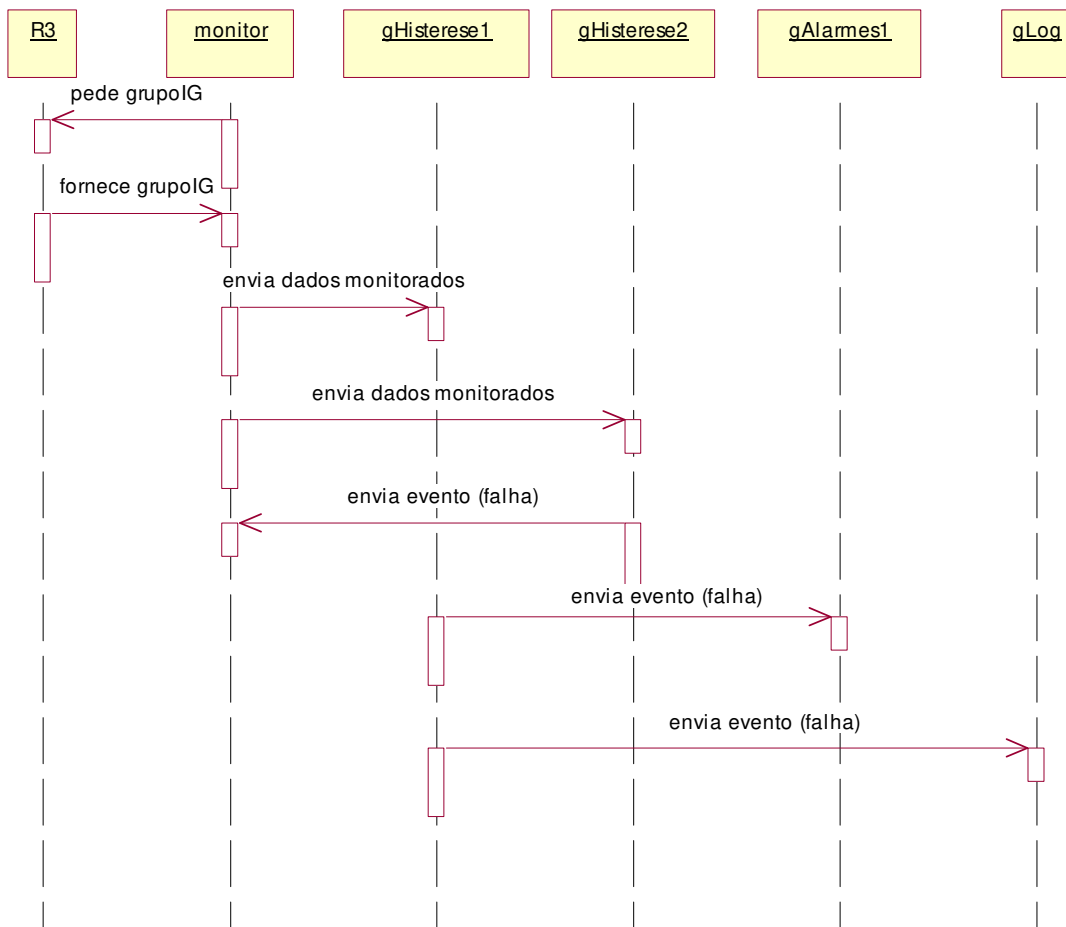 R3 monitor gHisterese1 gHisterese2 gAlarmes1 gLog
pede grupoIG
fornece grupoIG
envia dados monitorados
envia dados monitorados
envia evento (falha)
envia evento (falha)
envia evento (falha)